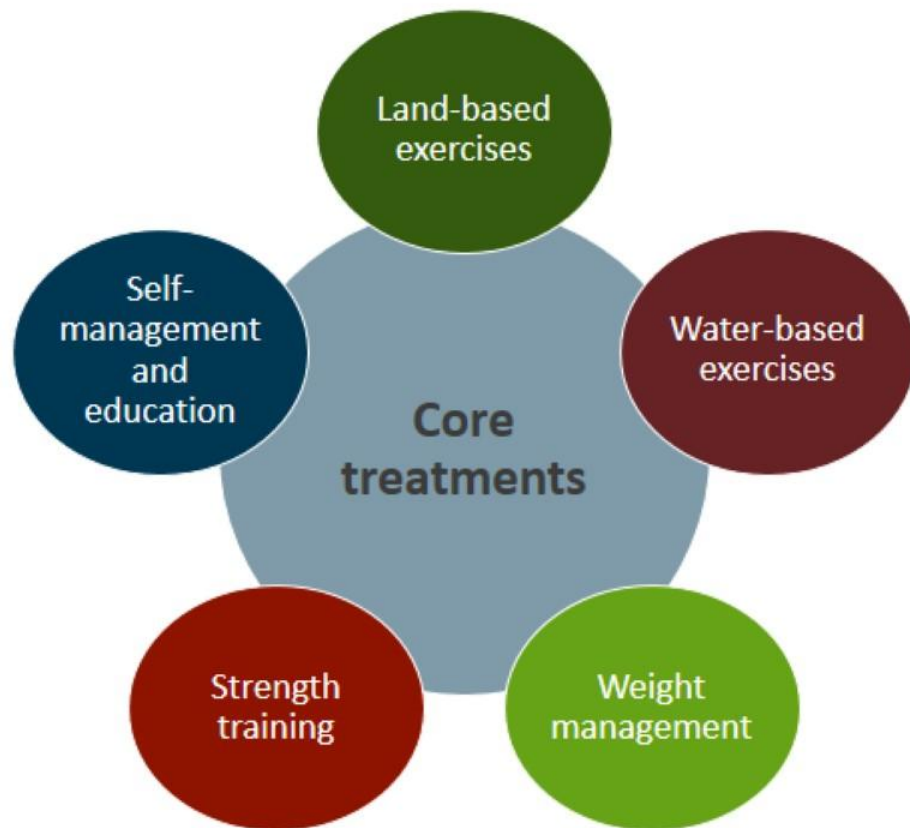 Land-based
exercises
Self-
management
and
education
Water-based
exercises
Core
treatments
Strength
training
Weight
management